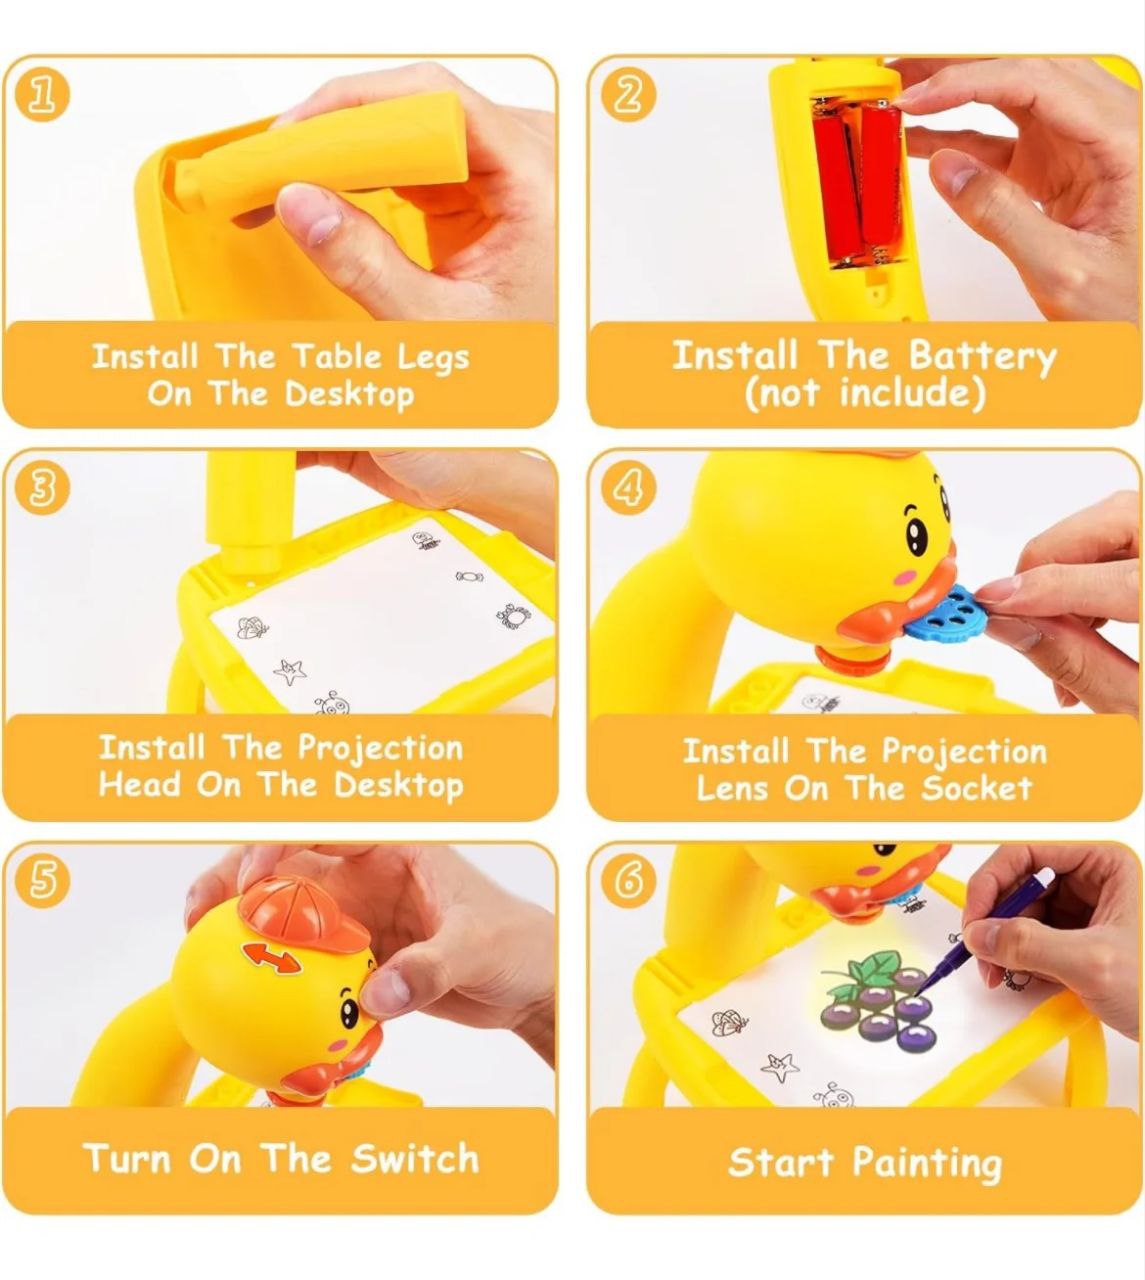 1
Install The Table Legs
On The Desktop
2
Install The Battery
(not include)
3
Install The Projection
Head On The Desktop
4
Install The Projection
Lens On The Socket
5
Turn On The Switch
6
Start Painting